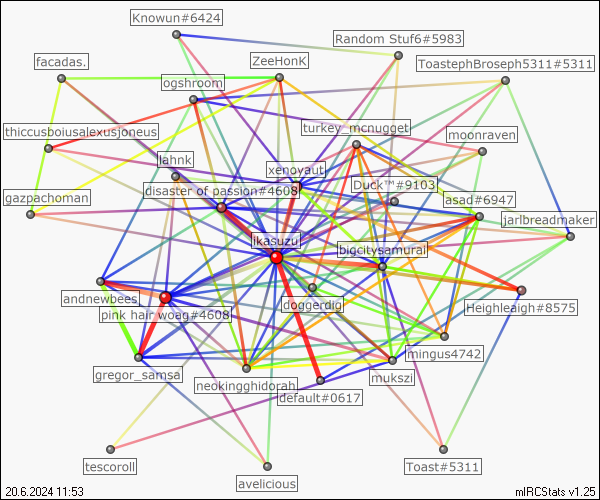 Knowun#6424
Random Stuf6#5983
facadas.
ZeeHonK
ToastephBroseph5311#5311
ogshroom
thiccusboiusalexusjoneus
turkey_mcnugget
moonraven
lahnk
xenovaut
disaster of passion#4608
Duck™#9103
gazpachoman
asad#6947
jarlbreadmaker
ikasuzu
bigcitysamurai
andnewbees
doggerdig
pink hair woag#4608
Heighleaigh#8575
gregor_samsa
mingus4742
neokingghidorah
mukszi
default#0617
tescoroll
Toast#5311
avelicious
20.6.2024 11:53
mIRCStats v1.25